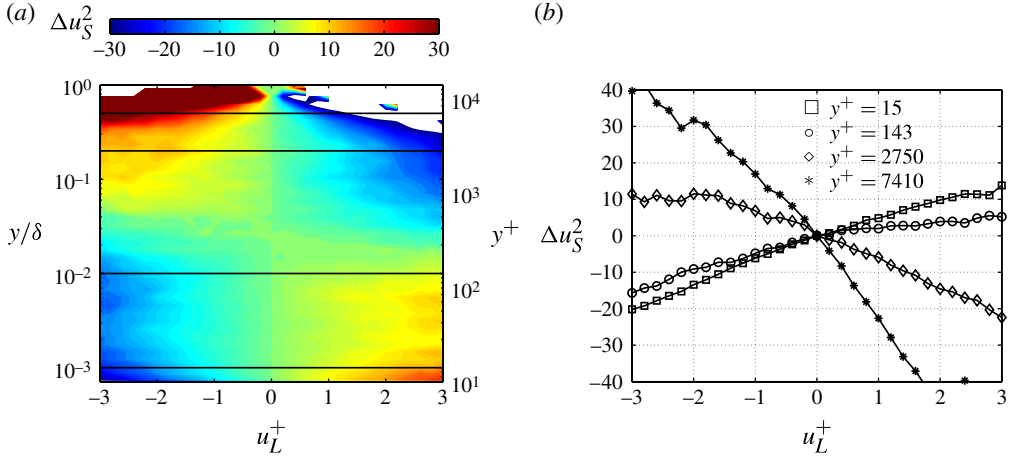 (a)
Δu_S^2
−30 −20 −10 0 10 20 30
10^0
10^−1
10^−2
10^−3
y/δ
10^4
10^3
10^2
10^1
y^+
−3 −2 −1 0 1 2 3
u_L^+
(b)
Δu_S^2
40
30
20
10
0
−10
−20
−30
−40
y^+ = 15
y^+ = 143
y^+ = 2750
y^+ = 7410
−3 −2 −1 0 1 2 3
u_L^+